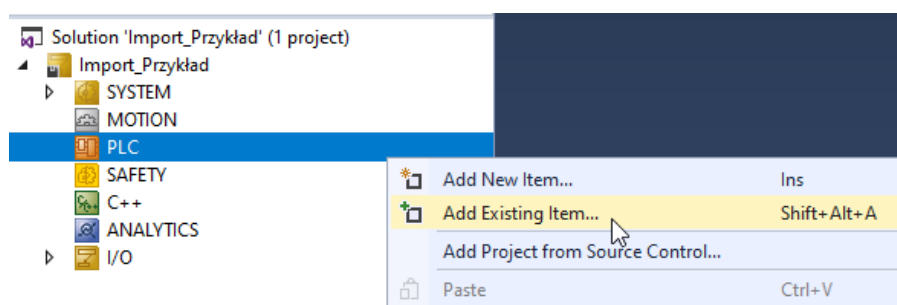 Solution 'Import_Przykład' (1 project)
Import_Przykład
SYSTEM
MOTION
PLC
SAFETY
C++
ANALYTICS
I/O
Add New Item... Ins
Add Existing Item... Shift+Alt+A
Add Project from Source Control...
Paste Ctrl+V